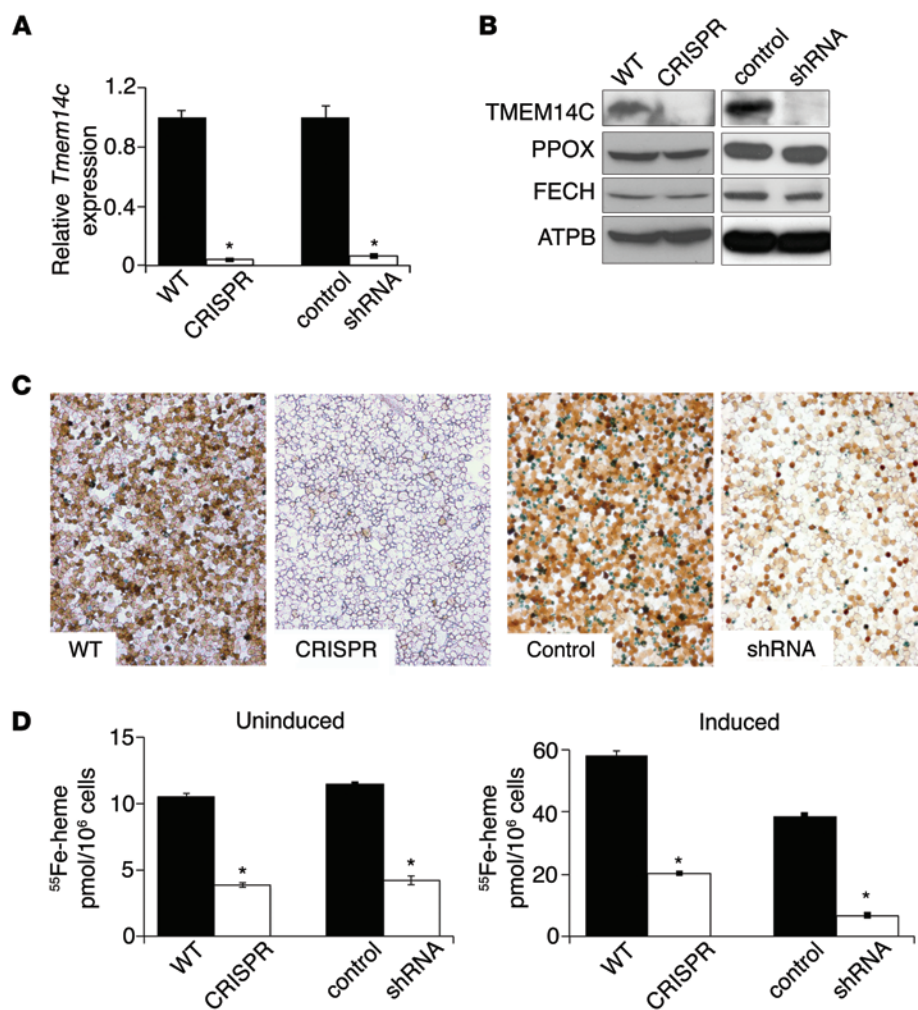 A
Relative Tmem14c
expression
1.2
0.8
0.4
0
*
*
WT
CRISPR
control
shRNA
B
WT
CRISPR
control
shRNA
TMEM14C
PPOX
FECH
ATPB
C
WT
CRISPR
Control
shRNA
D
Uninduced
55Fe-heme
pmol/10⁶ cells
15
10
5
0
*
*
WT
CRISPR
control
shRNA
Induced
55Fe-heme
pmol/10⁶ cells
60
40
20
0
*
*
WT
CRISPR
control
shRNA